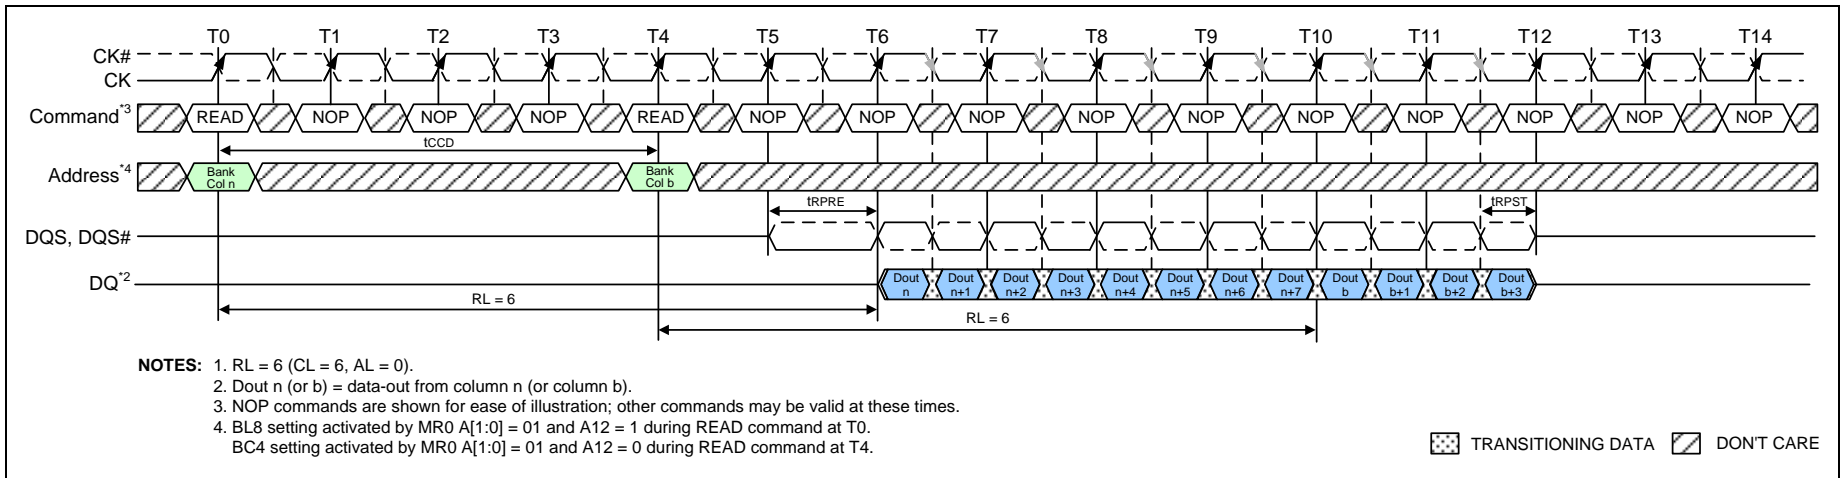 T0 T1 T2 T3 T4 T5 T6 T7 T8 T9 T10 T11 T12 T13 T14
CK#
CK
Command*3 READ NOP NOP NOP READ NOP NOP NOP NOP NOP NOP NOP NOP NOP NOP
tCCD
Address*4 Bank Col n Bank Col b
tRPRE tRPST
DQS, DQS#
DQ*2 Dout n Dout n+1 Dout n+2 Dout n+3 Dout n+4 Dout n+5 Dout n+6 Dout n+7 Dout b Dout b+1 Dout b+2 Dout b+3
RL = 6
RL = 6
NOTES: 1. RL = 6 (CL = 6, AL = 0).
2. Dout n (or b) = data-out from column n (or column b).
3. NOP commands are shown for ease of illustration; other commands may be valid at these times.
4. BL8 setting activated by MR0 A[1:0] = 01 and A12 = 1 during READ command at T0.
BC4 setting activated by MR0 A[1:0] = 01 and A12 = 0 during READ command at T4.
TRANSITIONING DATA DON'T CARE